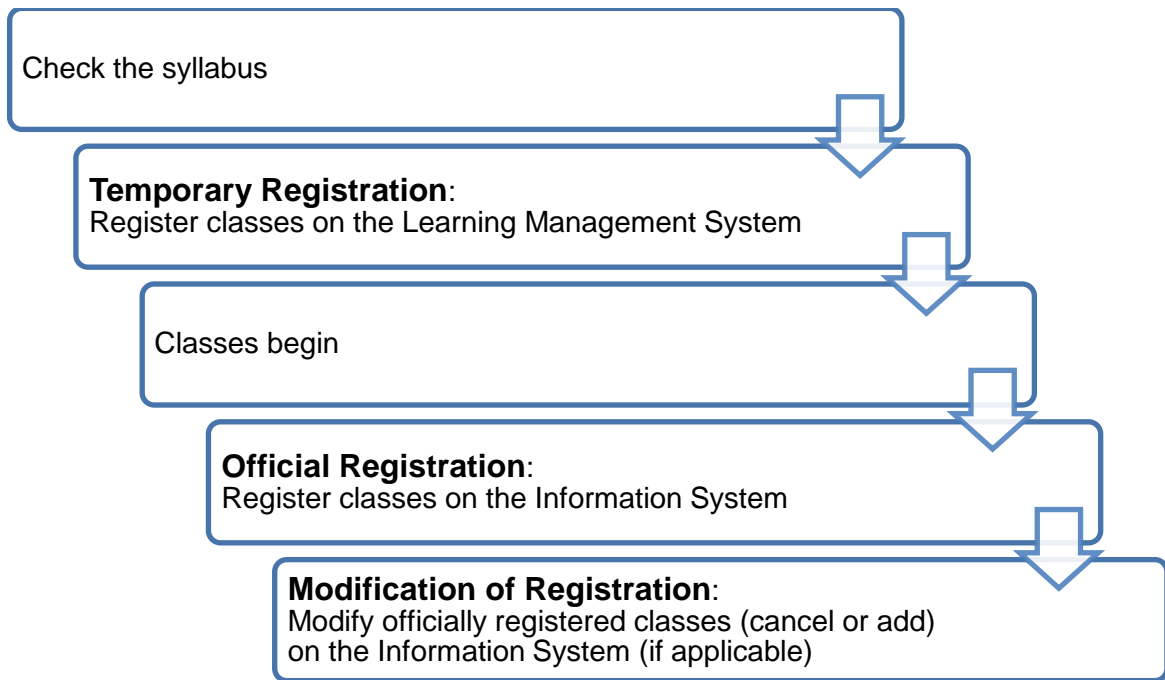 Check the syllabus
Temporary Registration:
Register classes on the Learning Management System
Classes begin
Official Registration:
Register classes on the Information System
Modification of Registration:
Modify officially registered classes (cancel or add)
on the Information System (if applicable)